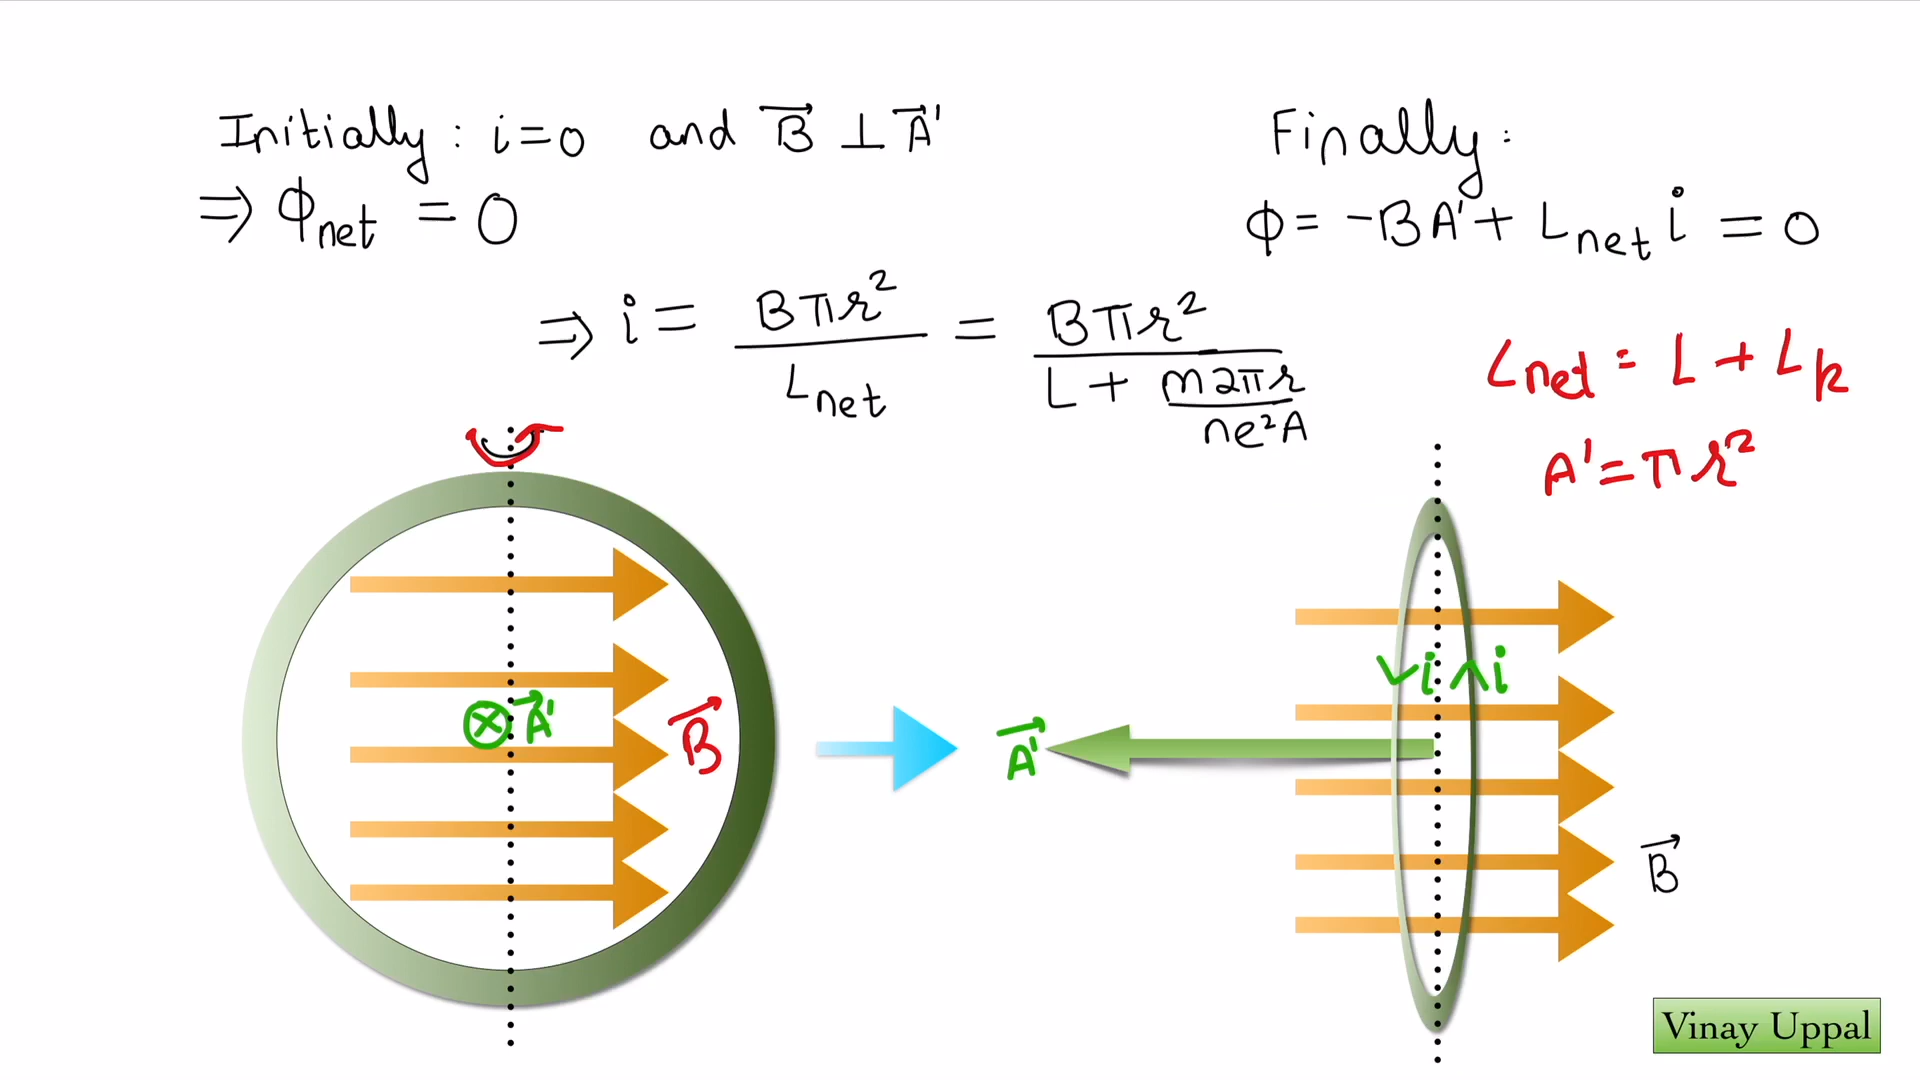 Initially: i=0 and B⃗ ⊥ A⃗'
⇒ Φnet = 0
Finally:
Φ = -BA' + Lnet i = 0
⇒ i = Bπr² / Lnet = Bπr² / (L + m2πr / ne²A)
Lnet = L + Lk
A' = πr²
⊗ A⃗'
B⃗
A⃗'
i i
B⃗
Vinay Uppal